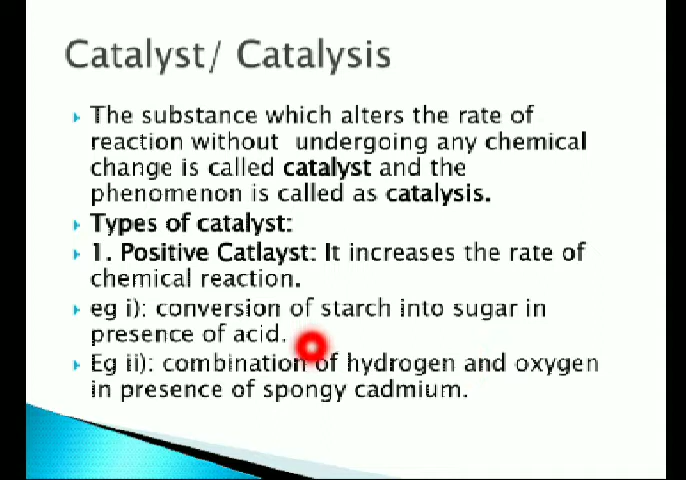 Catalyst/ Catalysis
The substance which alters the rate of
reaction without undergoing any chemical
change is called catalyst and the
phenomenon is called as catalysis.
Types of catalyst:
1. Positive Catlayst: It increases the rate of
chemical reaction.
eg i): conversion of starch into sugar in
presence of acid.
Eg ii): combination of hydrogen and oxygen
in presence of spongy cadmium.